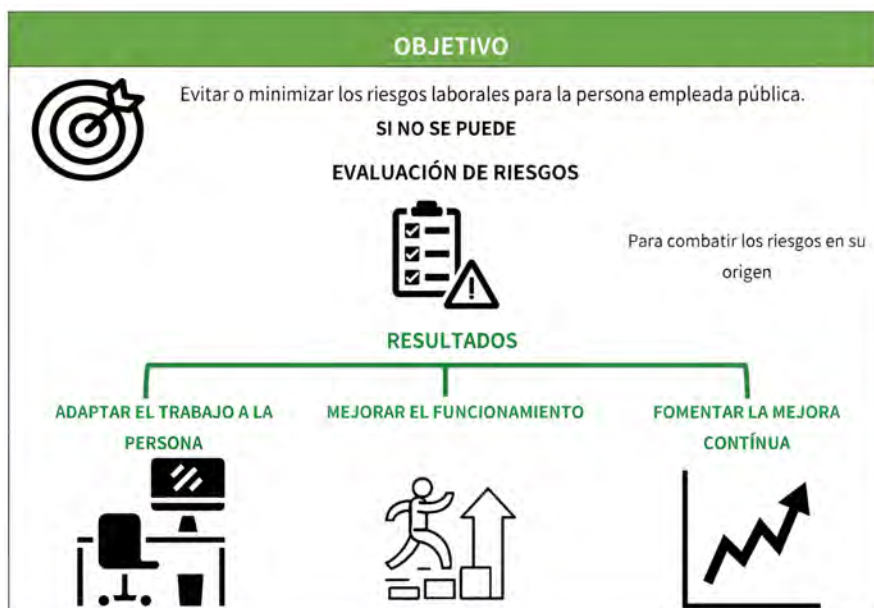 OBJETIVO
Evitar o minimizar los riesgos laborales para la persona empleada pública.
SI NO SE PUEDE
EVALUACIÓN DE RIESGOS
Para combatir los riesgos en su
origen
RESULTADOS
ADAPTAR EL TRABAJO A LA
PERSONA
MEJORAR EL FUNCIONAMIENTO
FOMENTAR LA MEJORA
CONTÍNUA